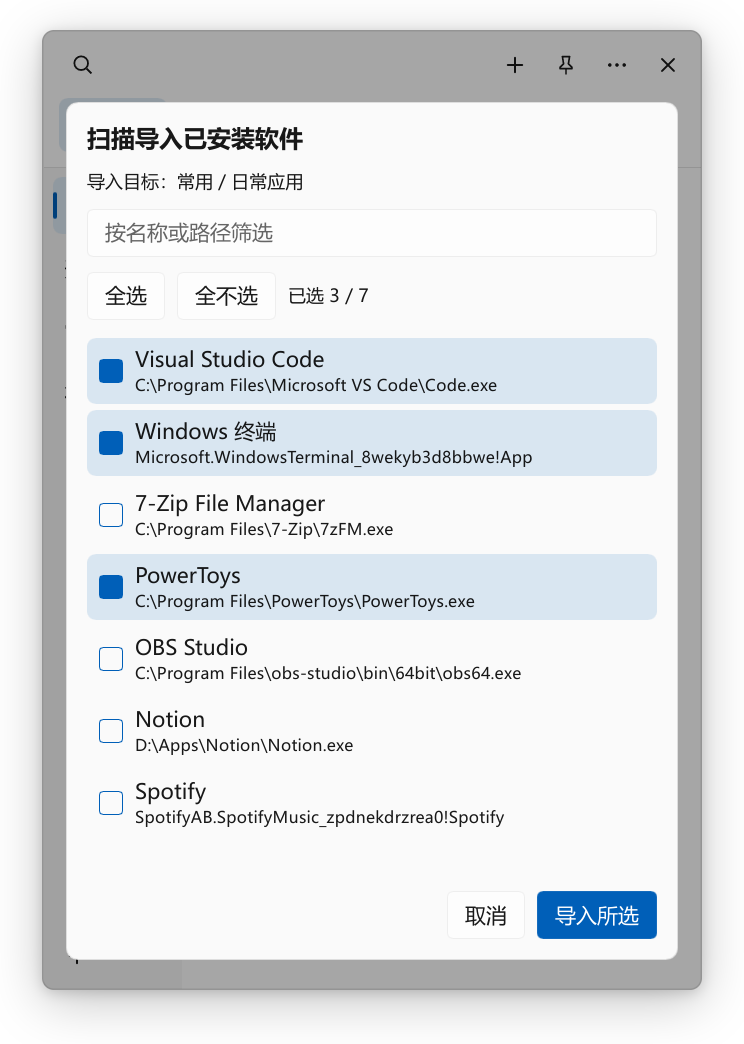 扫描导入已安装软件
导入目标：常用 / 日常应用
按名称或路径筛选
全选 全不选 已选 3 / 7
Visual Studio Code
C:\Program Files\Microsoft VS Code\Code.exe
Windows 终端
Microsoft.WindowsTerminal_8wekyb3d8bbwe!App
7-Zip File Manager
C:\Program Files\7-Zip\7zFM.exe
PowerToys
C:\Program Files\PowerToys\PowerToys.exe
OBS Studio
C:\Program Files\obs-studio\bin\64bit\obs64.exe
Notion
D:\Apps\Notion\Notion.exe
Spotify
SpotifyAB.SpotifyMusic_zpdnekdrzrea0!Spotify
取消 导入所选